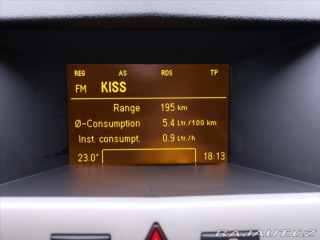 REG AS RDS TP
FM KISS
Range 195 km
Ø-Consumption 5.4 Ltr./100 km
Inst. consumpt. 0.9 Ltr./h
23.0° 18:13
BAJAUTO.CZ